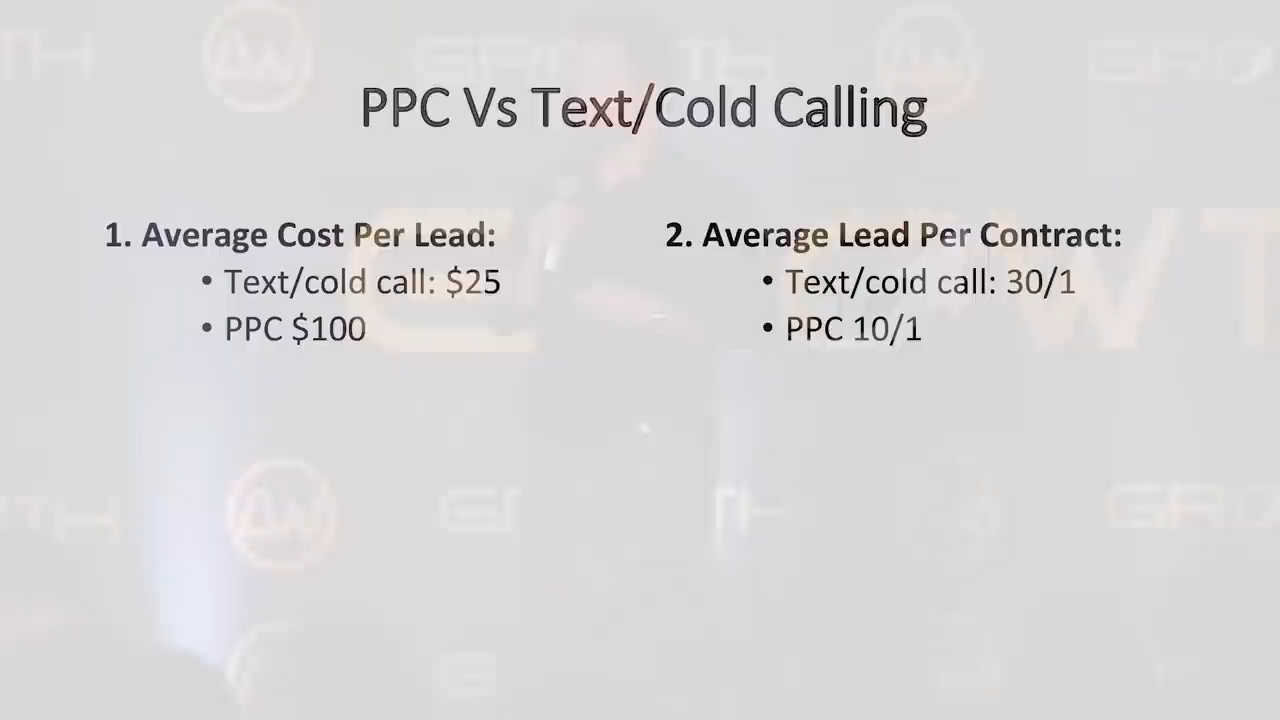 PPC Vs Text/Cold Calling
1. Average Cost Per Lead:
• Text/cold call: $25
• PPC $100
2. Average Lead Per Contract:
• Text/cold call: 30/1
• PPC 10/1